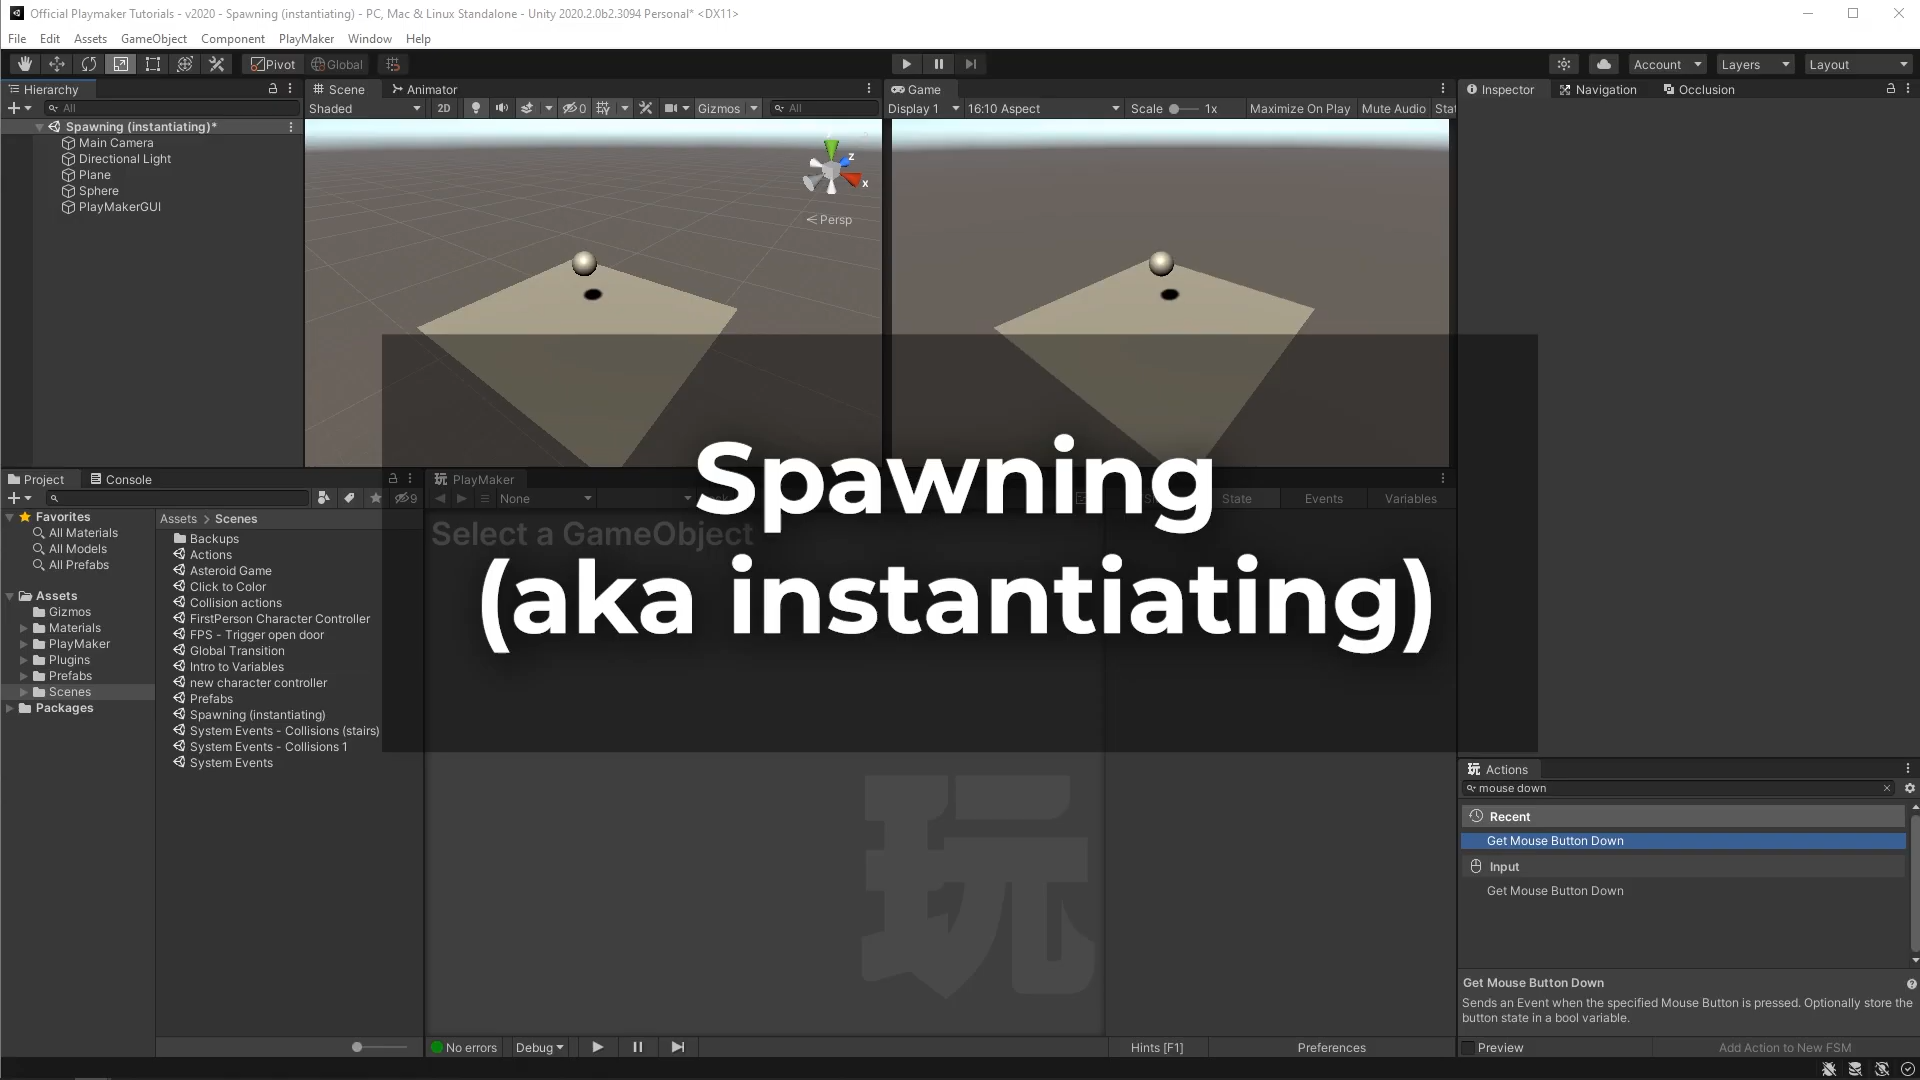 Official Playmaker Tutorials - v2020 - Spawning (instantiating) - PC, Mac & Linux Standalone - Unity 2020.2.0b2.3094 Personal* <DX11>
File Edit Assets GameObject Component PlayMaker Window Help
Pivot Global Account Layers Layout
Hierarchy Scene Animator Game Inspector Navigation Occlusion
All Shaded 2D 0 Gizmos All Display 1 16:10 Aspect Scale 1x Maximize On Play Mute Audio Stat
Spawning (instantiating)*
Main Camera
Directional Light
Plane
Sphere
PlayMakerGUI
z
x
Persp
Spawning
(aka instantiating)
Project Console PlayMaker
9 None State Events Variables
Select a GameObject
Favorites
All Materials
All Models
All Prefabs
Assets
Gizmos
Materials
PlayMaker
Plugins
Prefabs
Scenes
Packages
Assets > Scenes
Backups
Actions
Asteroid Game
Click to Color
Collision actions
FirstPerson Character Controller
FPS - Trigger open door
Global Transition
Intro to Variables
new character controller
Prefabs
Spawning (instantiating)
System Events - Collisions (stairs)
System Events - Collisions 1
System Events
玩
No errors Debug Hints [F1] Preferences
玩 Actions
mouse down
Recent
Get Mouse Button Down
Input
Get Mouse Button Down
Get Mouse Button Down
Sends an Event when the specified Mouse Button is pressed. Optionally store the
button state in a bool variable.
Preview Add Action to New FSM